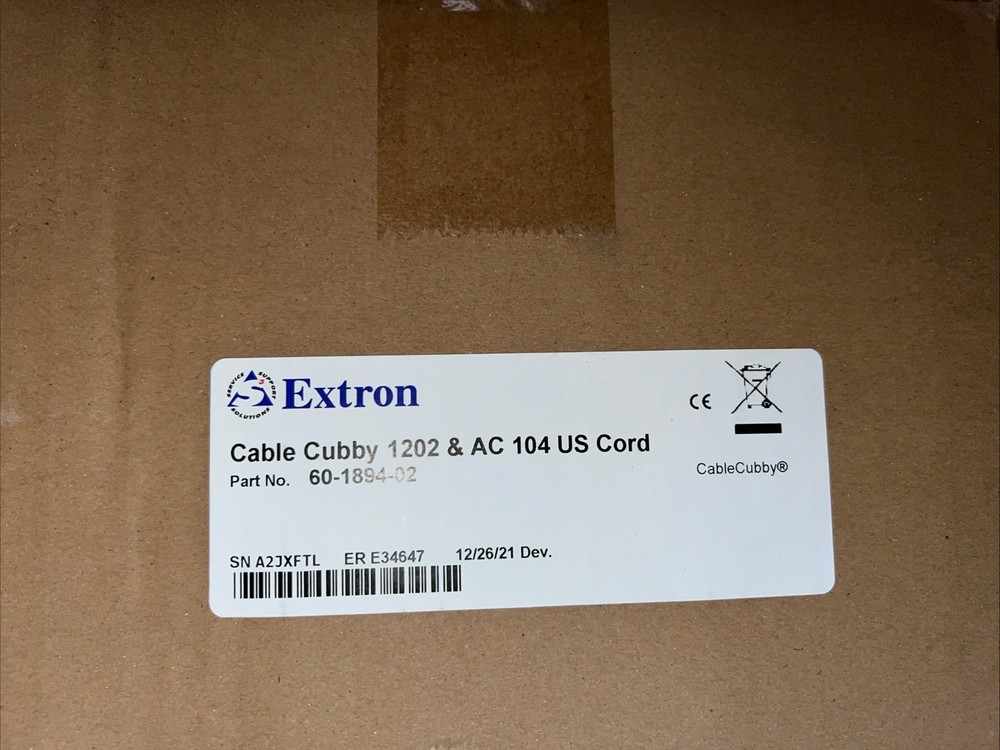 SERVICE SUPPORT SOLUTIONS
Extron
CE
Cable Cubby 1202 & AC 104 US Cord
Part No. 60-1894-02
CableCubby®
SN A2JXFTL ER E34647 12/26/21 Dev.